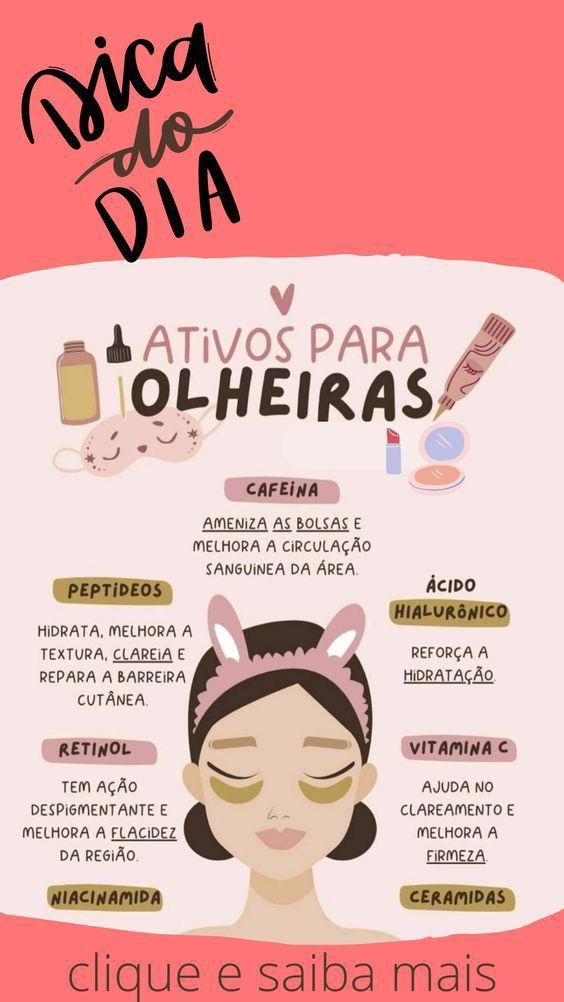 Dica
do
DIA
ATIVOS PARA
OLHEIRAS
CAFEÍNA
AMENIZA AS BOLSAS E
MELHORA A CIRCULAÇÃO
SANGUINEA DA ÁREA.
PEPTÍDEOS
HIDRATA, MELHORA A
TEXTURA, CLAREIA E
REPARA A BARREIRA
CUTÂNEA.
ÁCIDO
HIALURÔNICO
REFORÇA A
HIDRATAÇÃO.
RETINOL
TEM AÇÃO
DESPIGMENTANTE E
MELHORA A FLACIDEZ
DA REGIÃO.
VITAMINA C
AJUDA NO
CLAREAMENTO E
MELHORA A
FIRMEZA.
NIACINAMIDA
CERAMIDAS
clique e saiba mais